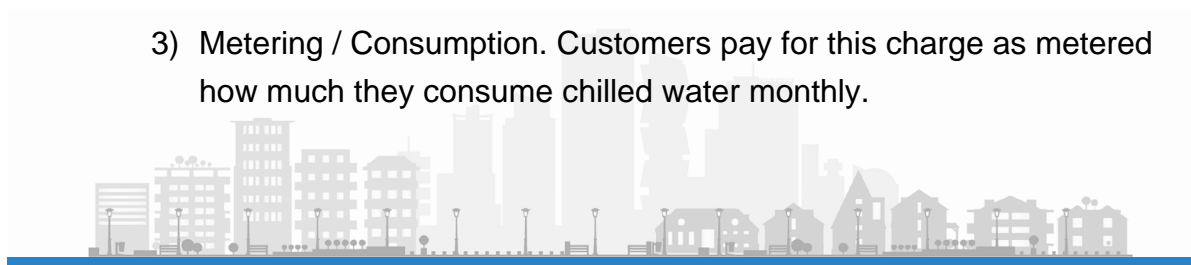 3) Metering / Consumption. Customers pay for this charge as metered
how much they consume chilled water monthly.